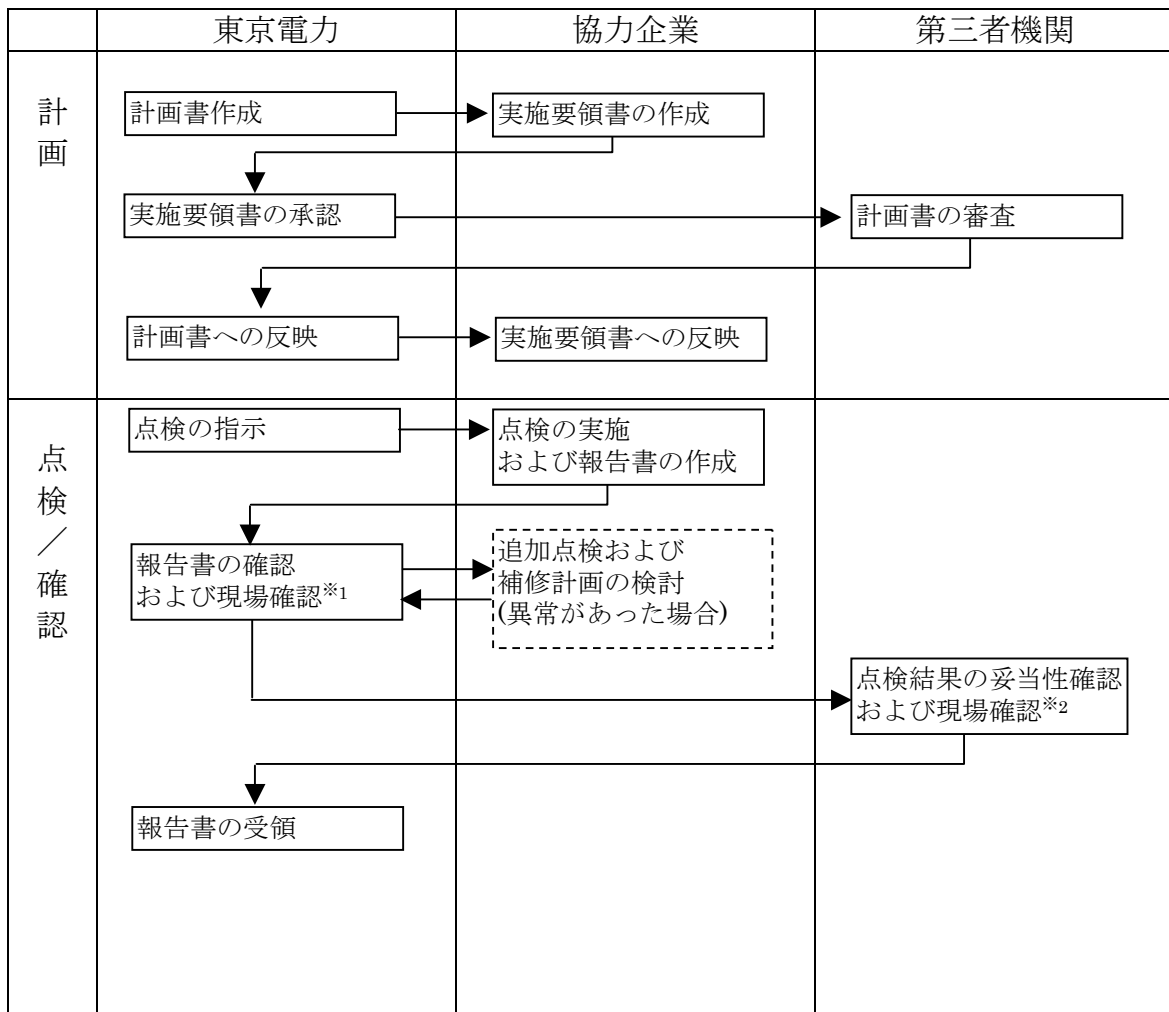 東京電力
協力企業
第三者機関
計画
計画書作成
実施要領書の作成
実施要領書の承認
計画書の審査
計画書への反映
実施要領書への反映
点検／確認
点検の指示
点検の実施
および報告書の作成
報告書の確認
および現場確認※1
追加点検および
補修計画の検討
(異常があった場合)
点検結果の妥当性確認
および現場確認※2
報告書の受領